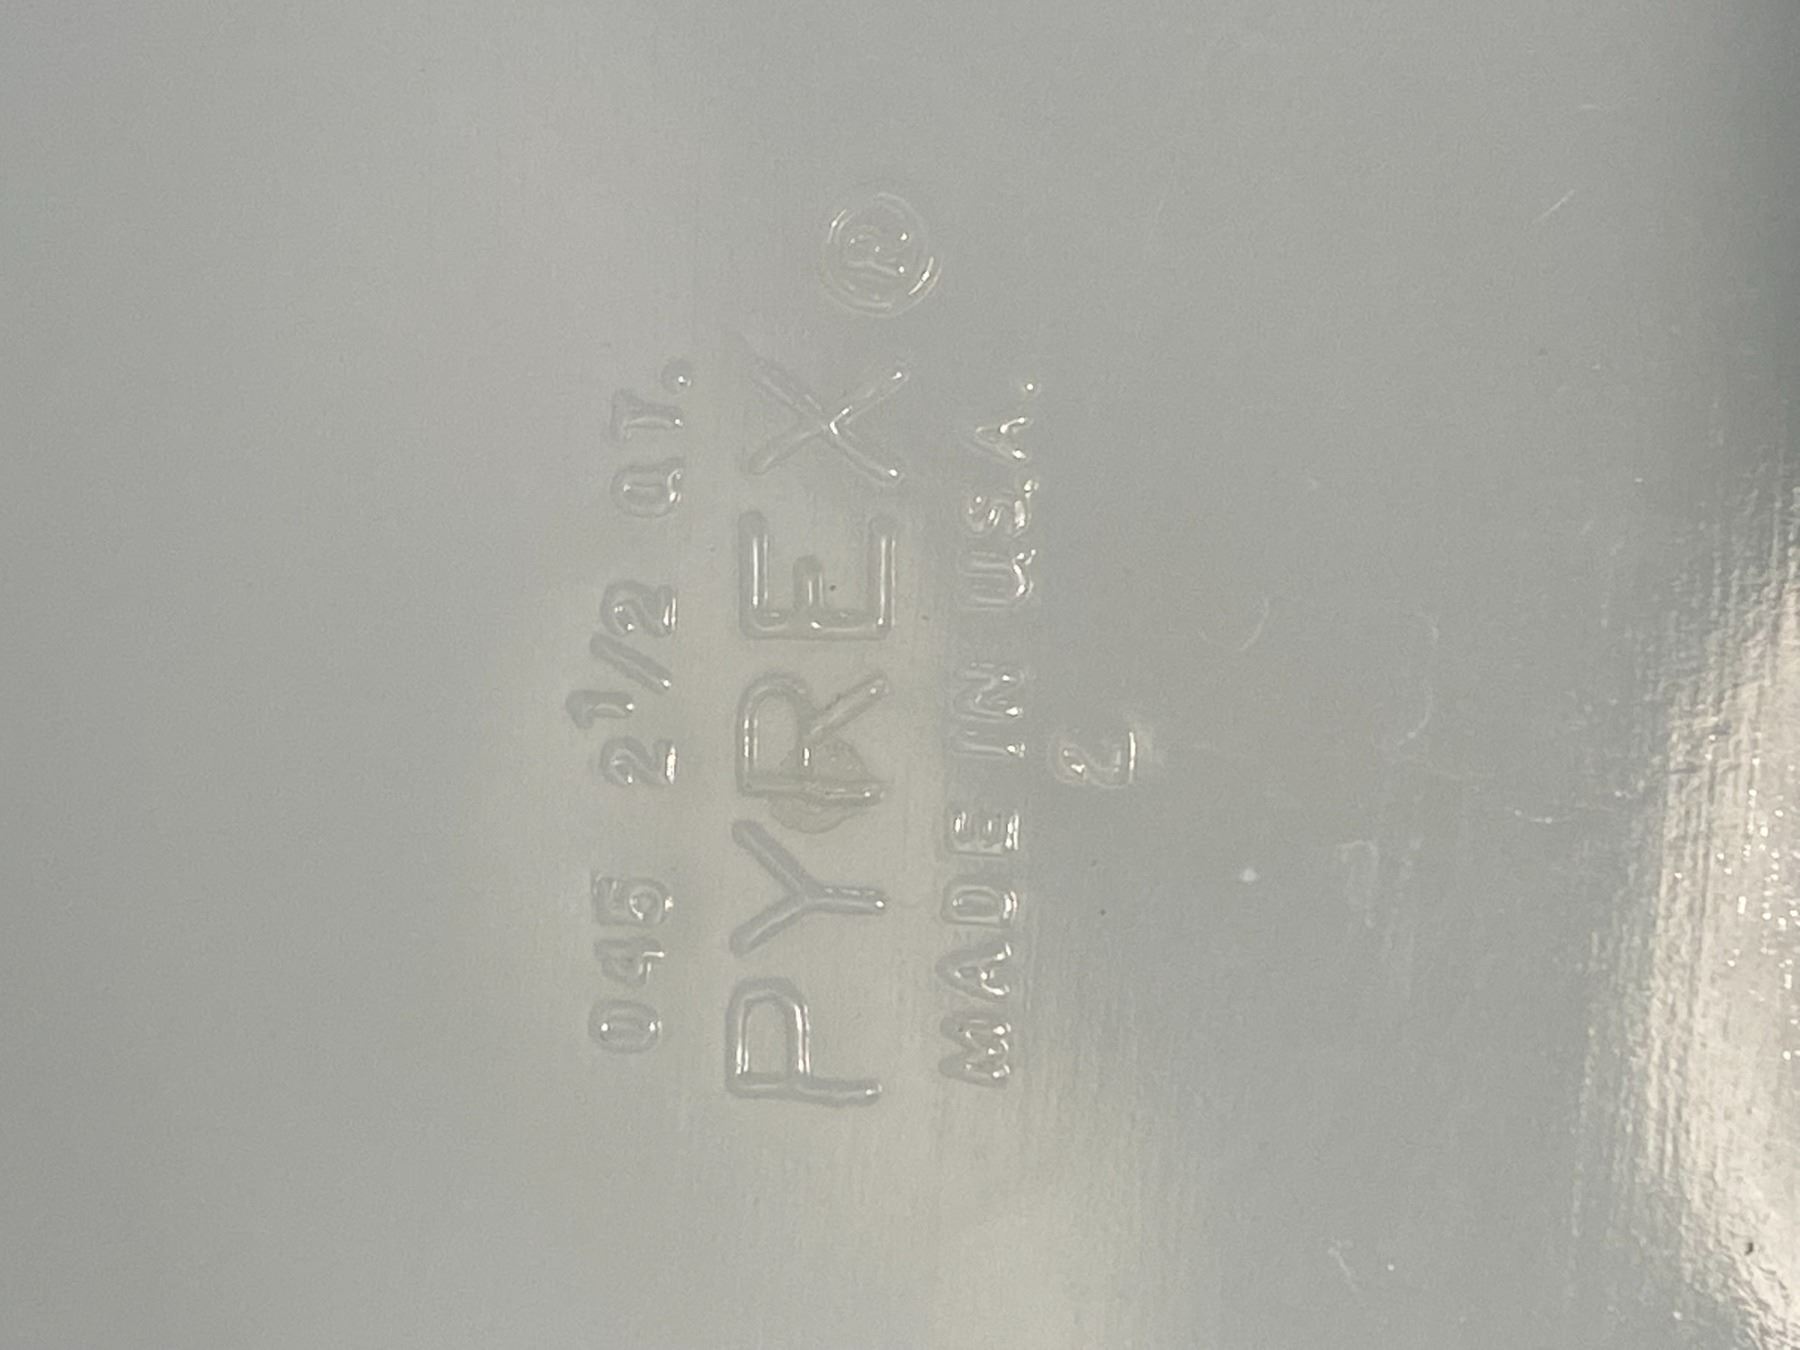 045 2 1/2 QT.
PYREX ®
MADE IN U.S.A.
2